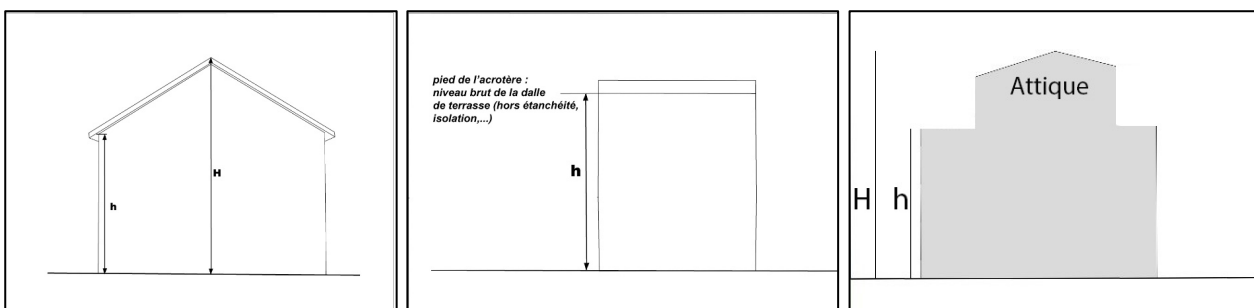 h
H
pied de l'acrotère :
niveau brut de la dalle
de terrasse (hors étanchéité,
isolation,...)
h
Attique
H
h